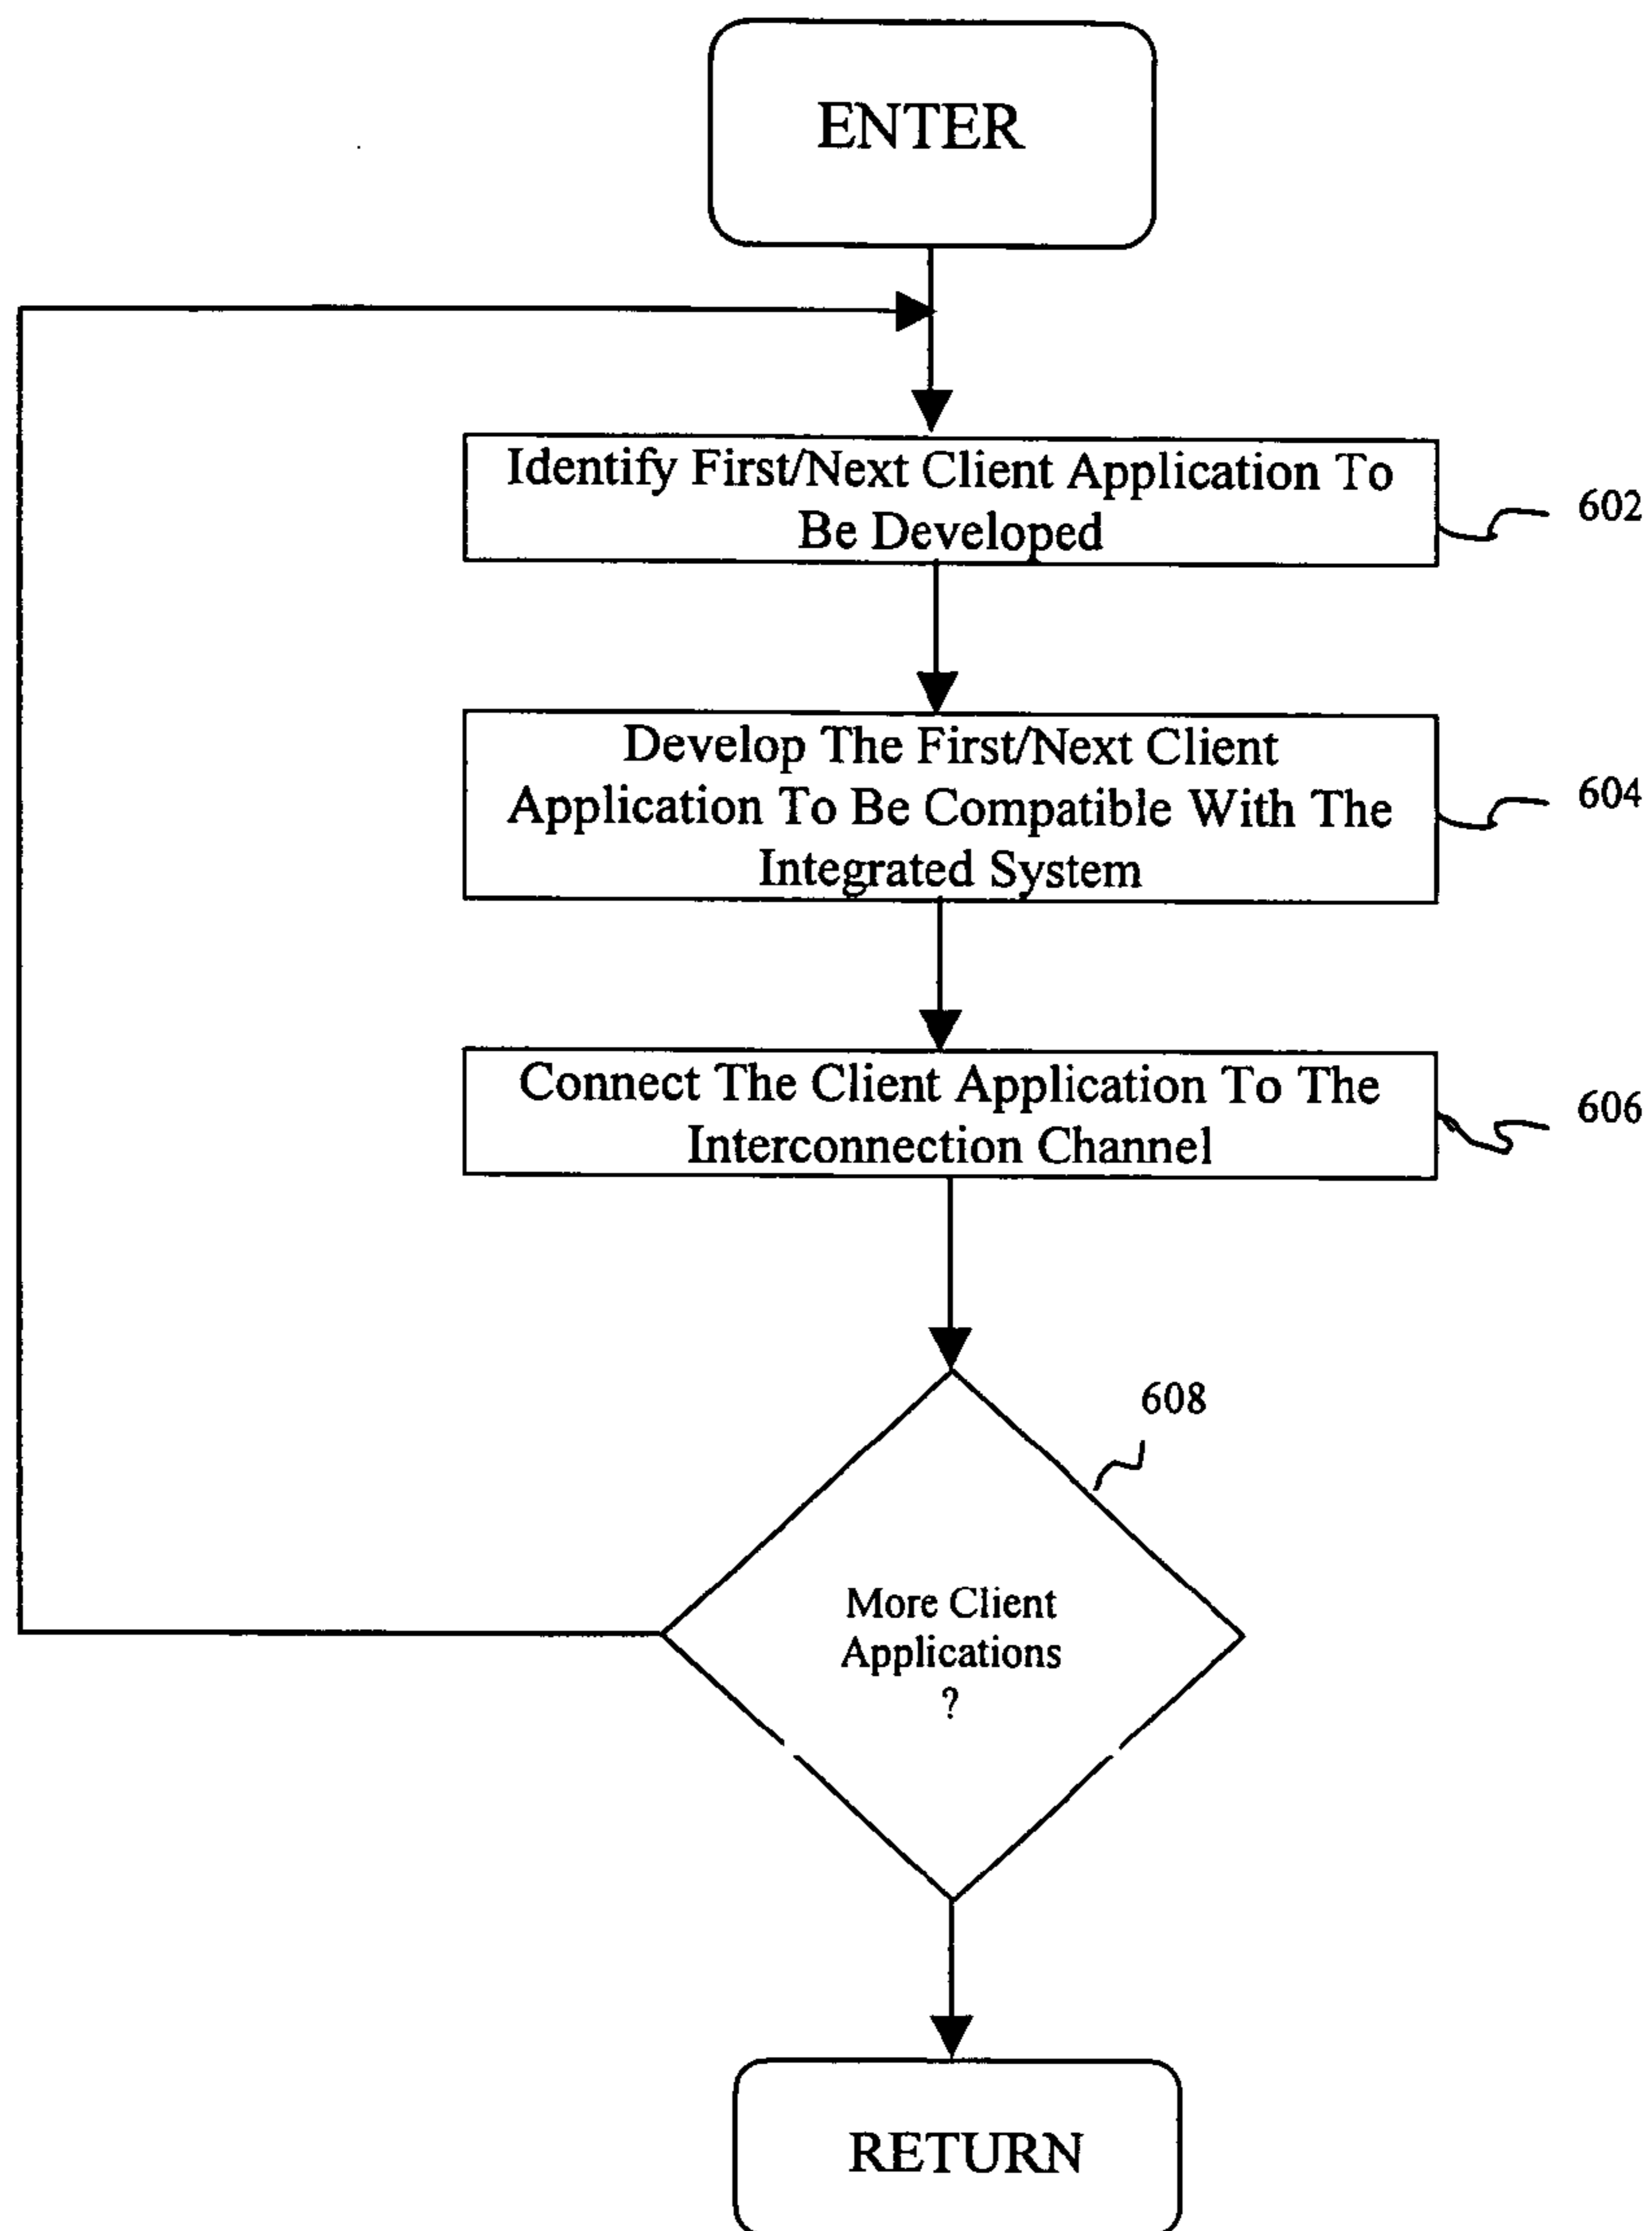 ENTER
Identify First/Next Client Application To
Be Developed
602
Develop The First/Next Client
Application To Be Compatible With The
Integrated System
604
Connect The Client Application To The
Interconnection Channel
606
608
More Client
Applications
?
RETURN